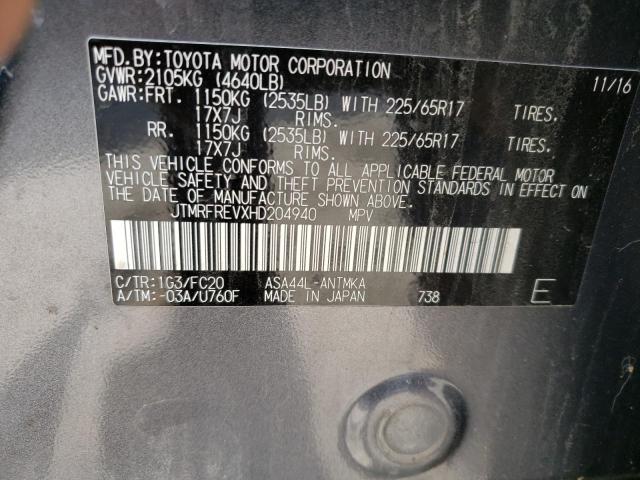 MFD.BY:TOYOTA MOTOR CORPORATION 11/16
GVWR:2105KG (4640LB)
GAWR:FRT. 1150KG (2535LB) WITH 225/65R17 TIRES.
17X7J RIMS.
RR. 1150KG (2535LB) WITH 225/65R17 TIRES.
17X7J RIMS.
THIS VEHICLE CONFORMS TO ALL APPLICABLE FEDERAL MOTOR
VEHICLE SAFETY AND THEFT PREVENTION STANDARDS IN EFFECT ON
THE DATE OF MANUFACTURE SHOWN ABOVE.
JTMRFREVXHD204940 MPV
C/TR:1G3/FC20 ASA44L-ANTMKA
A/TM:-03A/U760F MADE IN JAPAN 738 E